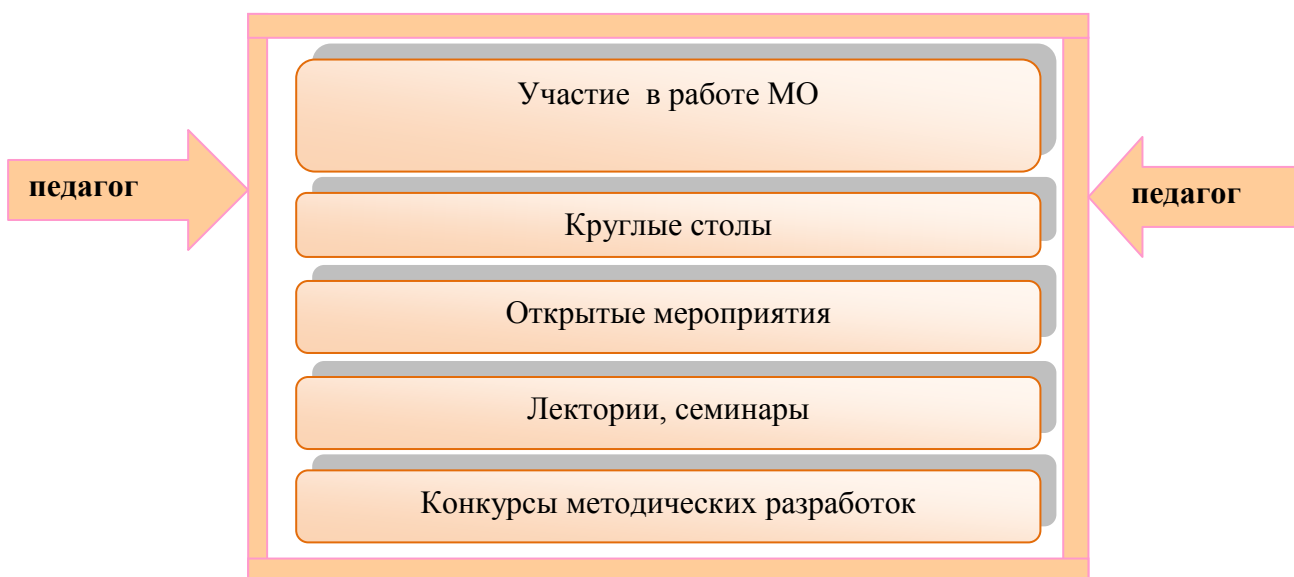 Участие  в работе МО
педагог
педагог
Круглые столы
Открытые мероприятия
Лектории, семинары
Конкурсы методических разработок